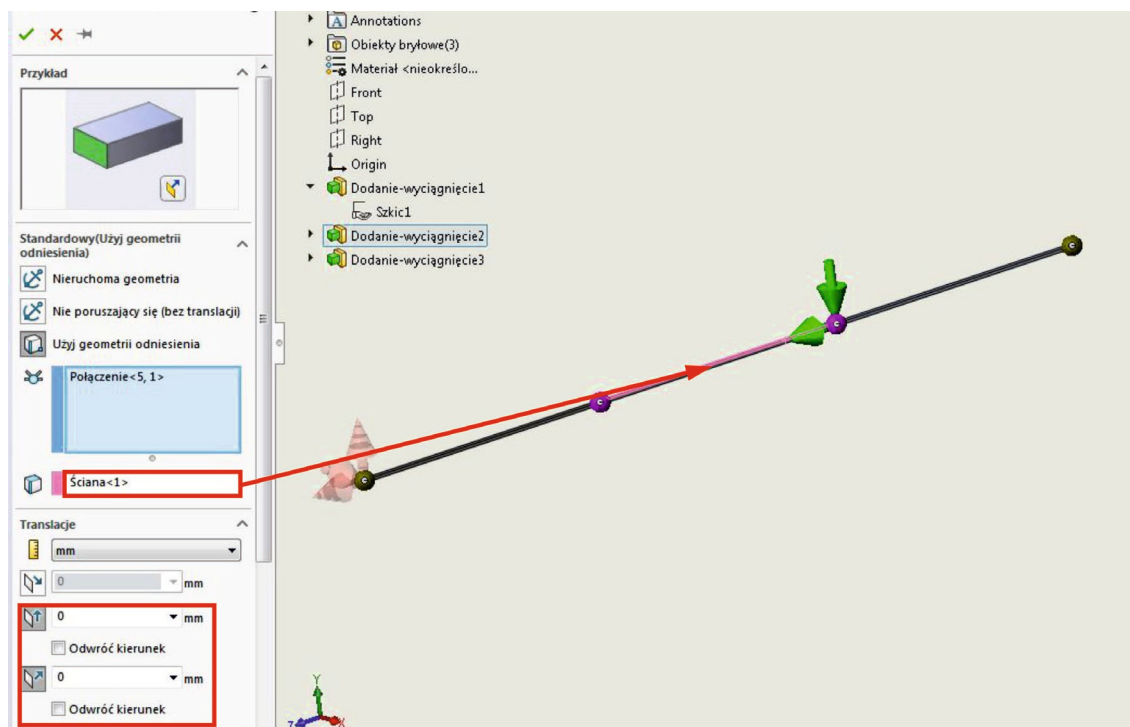 Przykład
Standardowy(Użyj geometrii
odniesienia)
Nieruchoma geometria
Nie poruszający się (bez translacji)
Użyj geometrii odniesienia
Połączenie<5, 1>
Ściana<1>
Translacje
mm
0 mm
0 mm
Odwróć kierunek
0 mm
Odwróć kierunek
Annotations
Obiekty bryłowe(3)
Materiał <nieokreślo...
Front
Top
Right
Origin
Dodanie-wyciągnięcie1
Szkic1
Dodanie-wyciągnięcie2
Dodanie-wyciągnięcie3
c
c
c
c
Y
Z
X